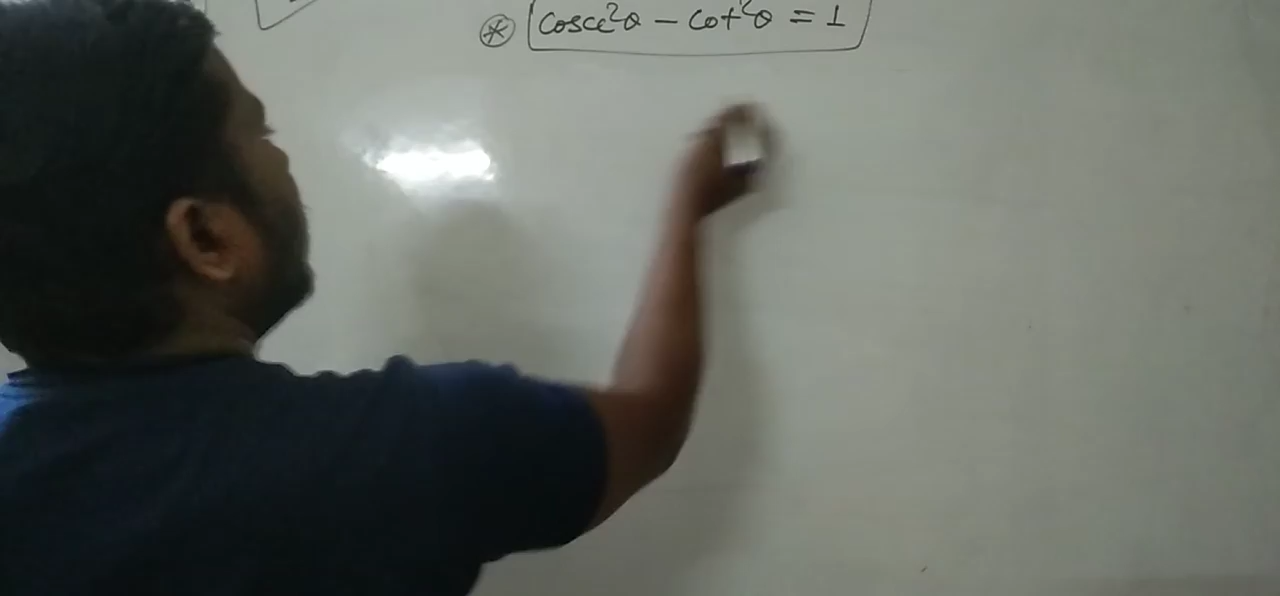 ⊛ cosec²θ - cot²θ = 1